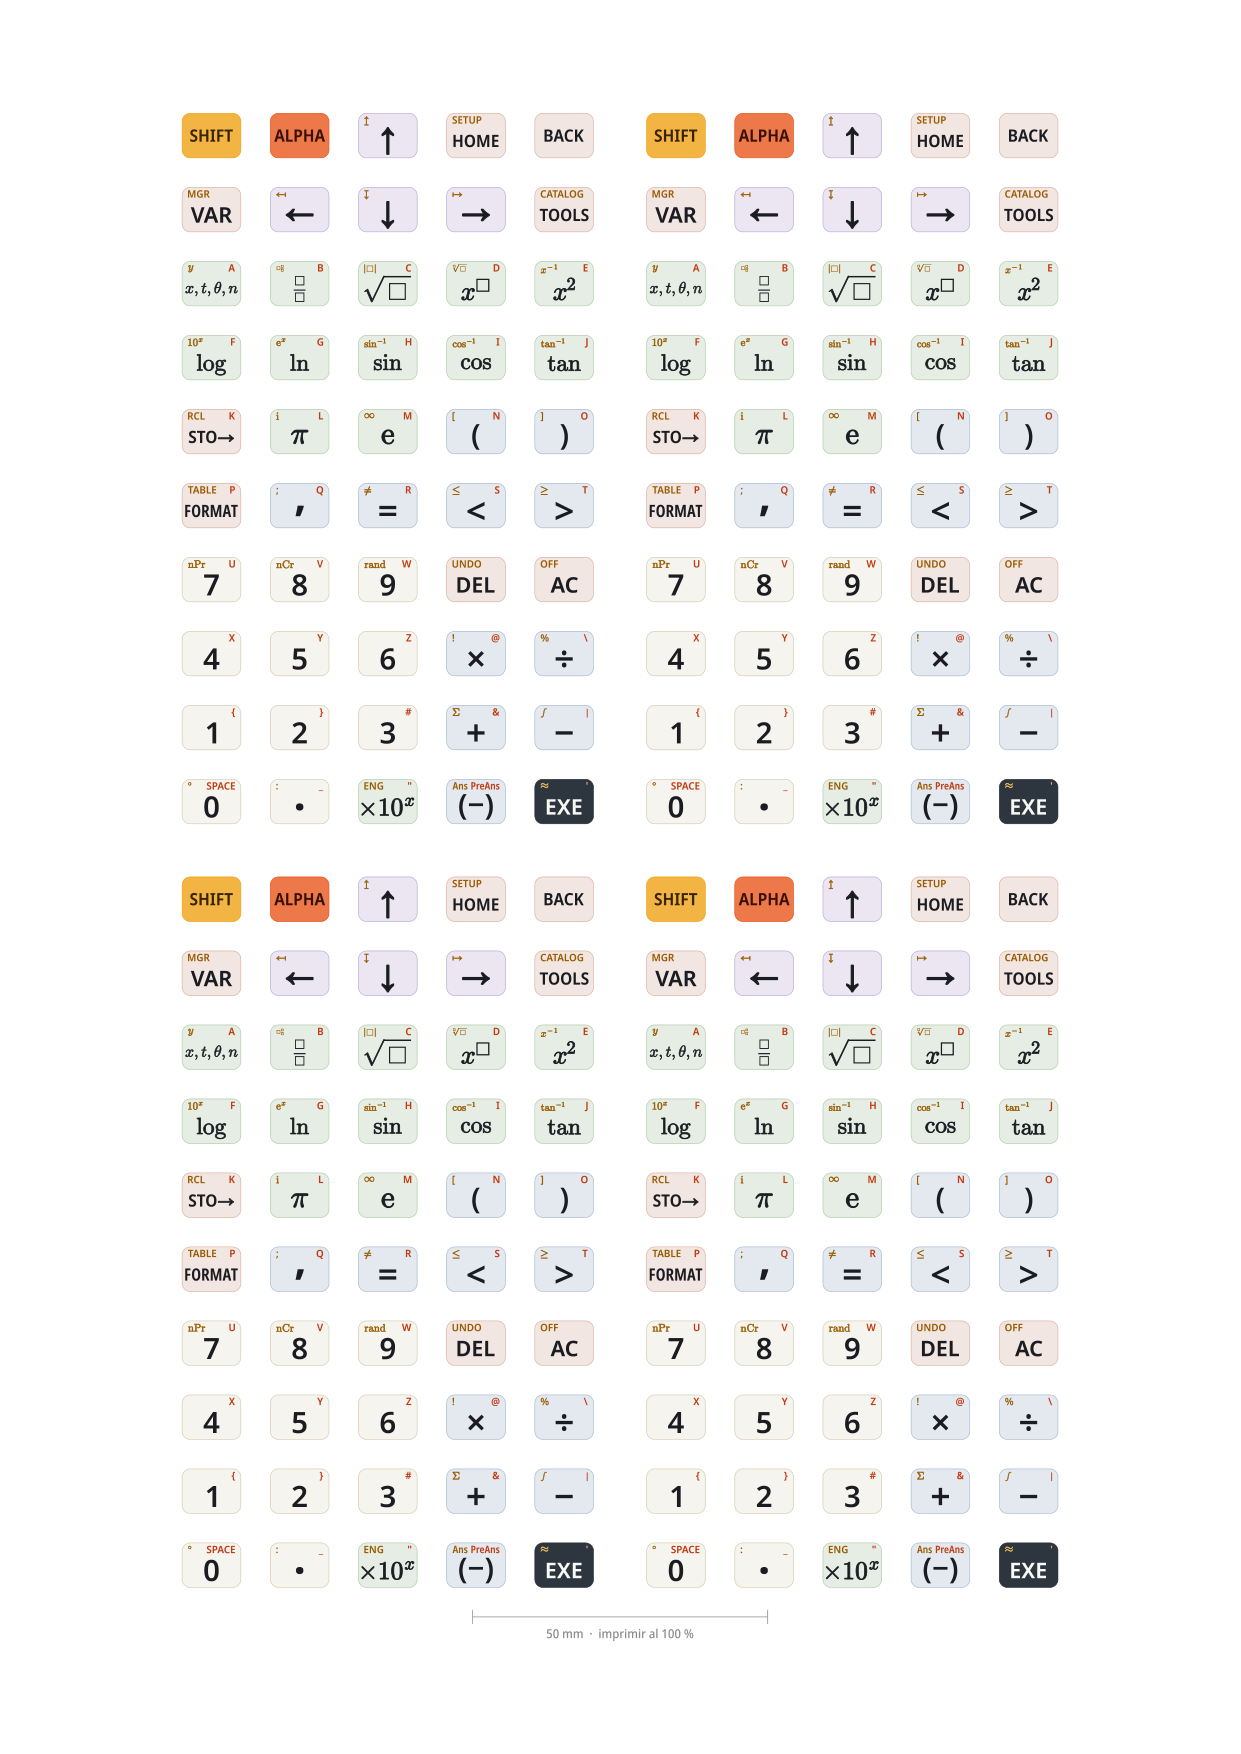 ↥ SETUP ↥ SETUP
SHIFT ALPHA ↑ HOME BACK SHIFT ALPHA ↑ HOME BACK
MGR ↤ ↧ ↦ CATALOG MGR ↤ ↧ ↦ CATALOG
VAR ← ↓ → TOOLS VAR ← ↓ → TOOLS
y A B |□| C ∜□ D x⁻¹ E y A B |□| C ∜□ D x⁻¹ E
x, t, θ, n □/□ √□ x^□ x² x, t, θ, n □/□ √□ x^□ x²
10ˣ F eˣ G sin⁻¹ H cos⁻¹ I tan⁻¹ J 10ˣ F eˣ G sin⁻¹ H cos⁻¹ I tan⁻¹ J
log ln sin cos tan log ln sin cos tan
RCL K i L ∞ M [ N ] O RCL K i L ∞ M [ N ] O
STO→ π e ( ) STO→ π e ( )
TABLE P ; Q ≠ R ≤ S ≥ T TABLE P ; Q ≠ R ≤ S ≥ T
FORMAT , = < > FORMAT , = < >
nPr U nCr V rand W UNDO OFF nPr U nCr V rand W UNDO OFF
7 8 9 DEL AC 7 8 9 DEL AC
X Y Z ! @ % \ X Y Z ! @ % \
4 5 6 × ÷ 4 5 6 × ÷
{ } # Σ & ∫ | { } # Σ & ∫ |
1 2 3 + − 1 2 3 + −
° SPACE : _ ENG " Ans PreAns ≈ ' ° SPACE : _ ENG " Ans PreAns ≈ '
0 • ×10ˣ (−) EXE 0 • ×10ˣ (−) EXE
↥ SETUP ↥ SETUP
SHIFT ALPHA ↑ HOME BACK SHIFT ALPHA ↑ HOME BACK
MGR ↤ ↧ ↦ CATALOG MGR ↤ ↧ ↦ CATALOG
VAR ← ↓ → TOOLS VAR ← ↓ → TOOLS
y A B |□| C ∜□ D x⁻¹ E y A B |□| C ∜□ D x⁻¹ E
x, t, θ, n □/□ √□ x^□ x² x, t, θ, n □/□ √□ x^□ x²
10ˣ F eˣ G sin⁻¹ H cos⁻¹ I tan⁻¹ J 10ˣ F eˣ G sin⁻¹ H cos⁻¹ I tan⁻¹ J
log ln sin cos tan log ln sin cos tan
RCL K i L ∞ M [ N ] O RCL K i L ∞ M [ N ] O
STO→ π e ( ) STO→ π e ( )
TABLE P ; Q ≠ R ≤ S ≥ T TABLE P ; Q ≠ R ≤ S ≥ T
FORMAT , = < > FORMAT , = < >
nPr U nCr V rand W UNDO OFF nPr U nCr V rand W UNDO OFF
7 8 9 DEL AC 7 8 9 DEL AC
X Y Z ! @ % \ X Y Z ! @ % \
4 5 6 × ÷ 4 5 6 × ÷
{ } # Σ & ∫ | { } # Σ & ∫ |
1 2 3 + − 1 2 3 + −
° SPACE : _ ENG " Ans PreAns ≈ ' ° SPACE : _ ENG " Ans PreAns ≈ '
0 • ×10ˣ (−) EXE 0 • ×10ˣ (−) EXE
50 mm · imprimir al 100 %